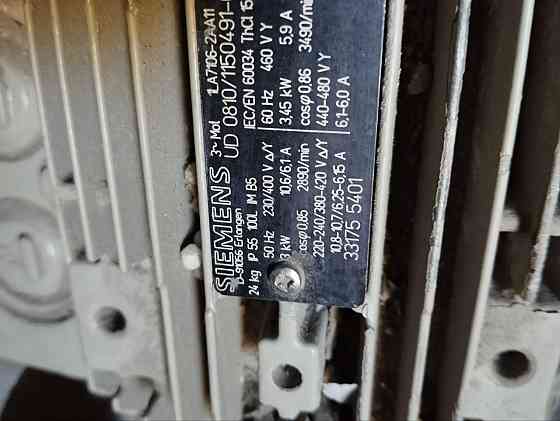 SIEMENS
D-91056 Erlangen
3~ Mot. 1LA7106-2AA11
UD 0810/1150491-
24 kg IP 55 100L IM B5 IEC/EN 60034 ThCl 15
50 Hz 230/400 V Δ/Y 60 Hz 460 V Y
3 kW 10.6/6.1 A 3.45 kW 5.9 A
cosφ 0.85 2890/min cosφ 0.85 3490/min
220-240/380-420 V Δ/Y 440-480 V Y
10.8-10.7/6.25-6.15 A 6.1-6.0 A
33175 5401